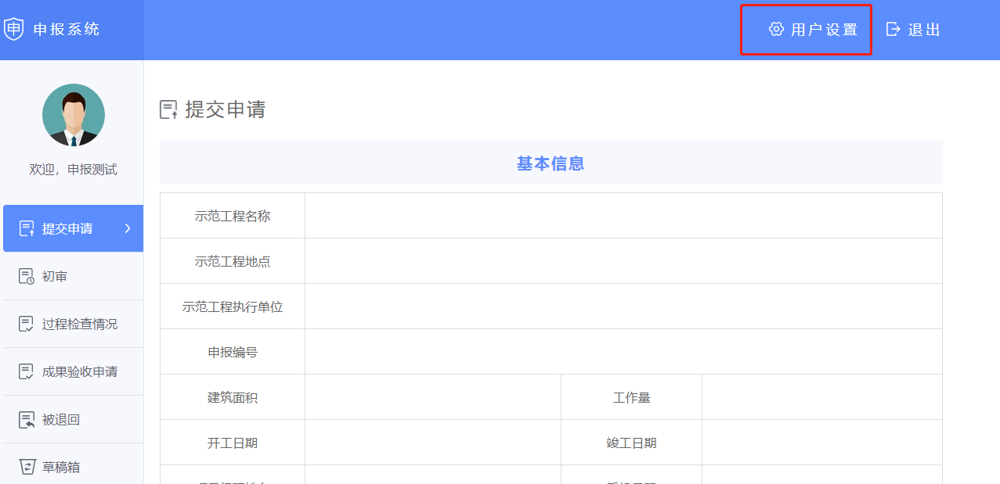 申报系统
用户设置
退出
欢迎，申报测试
提交申请
初审
过程检查情况
成果验收申请
被退回
草稿箱
提交申请
基本信息
示范工程名称
示范工程地点
示范工程执行单位
申报编号
建筑面积 工作量
开工日期 竣工日期